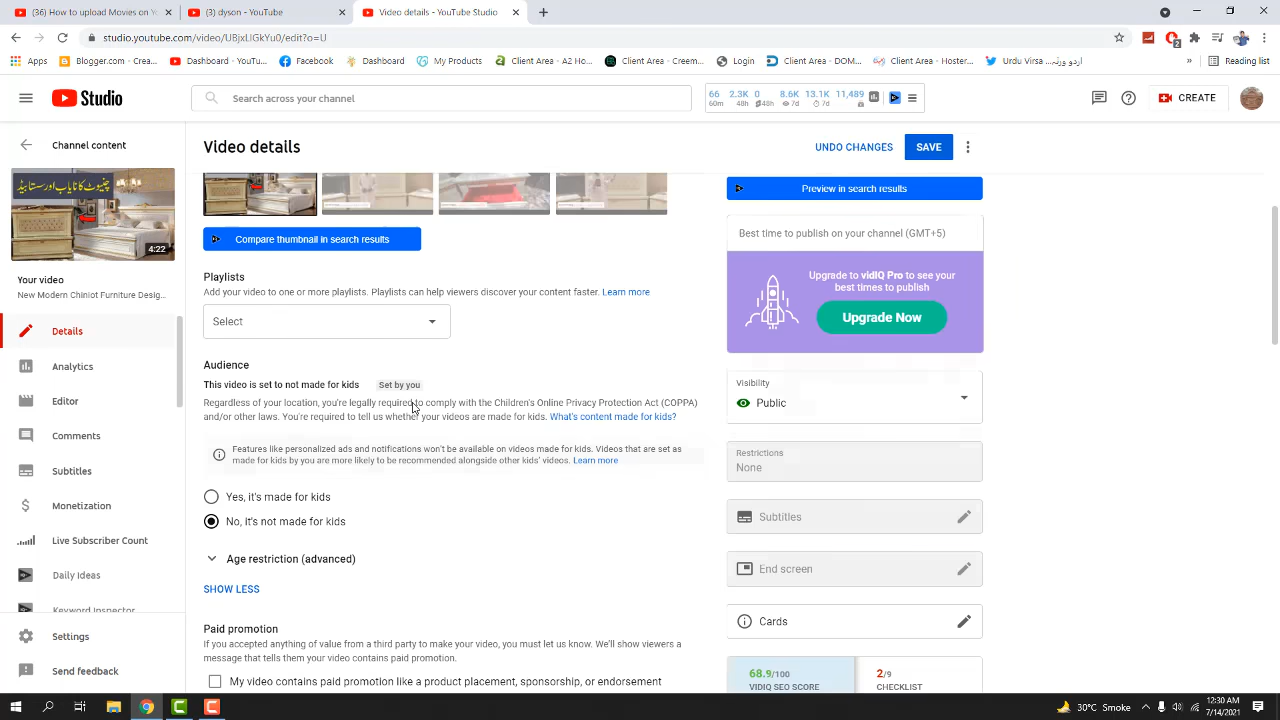 (36) How to upload Movies on Yo
(3) dyson - YouTube
Video details - YouTube Studio
studio.youtube.com/video/UBjxLlGkYu0/edit?o=U
Apps
Blogger.com - Crea...
Dashboard - YouTu...
Facebook
Dashboard
My Products
Client Area - A2 Ho...
Client Area - Creem...
Login
Client Area - DOM...
Client Area - Hoster...
Urdu Virsa ~ اردو ورثہ...
»
Reading list
Studio
Search across your channel
66 2.3K 0 8.6K 13.1K 11,489
60m 48h 48h 7d 7d
CREATE
Channel content
Video details
UNDO CHANGES
SAVE
چنیوٹ کا نایاب اور سستا بیڈ
4:22
Your video
New Modern Chiniot Furniture Desig...
Details
Analytics
Editor
Comments
Subtitles
Monetization
Live Subscriber Count
Daily Ideas
Keyword Inspector
Settings
Send feedback
Compare thumbnail in search results
Playlists
Add your video to one or more playlists. Playlists can help viewers discover your content faster. Learn more
Select
Audience
This video is set to not made for kids Set by you
Regardless of your location, you're legally required to comply with the Children's Online Privacy Protection Act (COPPA)
and/or other laws. You're required to tell us whether your videos are made for kids. What's content made for kids?
Features like personalized ads and notifications won't be available on videos made for kids. Videos that are set as
made for kids by you are more likely to be recommended alongside other kids' videos. Learn more
Yes, it's made for kids
No, it's not made for kids
Age restriction (advanced)
SHOW LESS
Paid promotion
If you accepted anything of value from a third party to make your video, you must let us know. We'll show viewers a
message that tells them your video contains paid promotion.
My video contains paid promotion like a product placement, sponsorship, or endorsement
Preview in search results
Best time to publish on your channel (GMT+5)
Upgrade to vidIQ Pro to see your
best times to publish
Upgrade Now
Visibility
Public
Restrictions
None
Subtitles
End screen
Cards
68.9/100
VIDIQ SEO SCORE
2/9
CHECKLIST
30°C Smoke
12:30 AM
7/14/2021